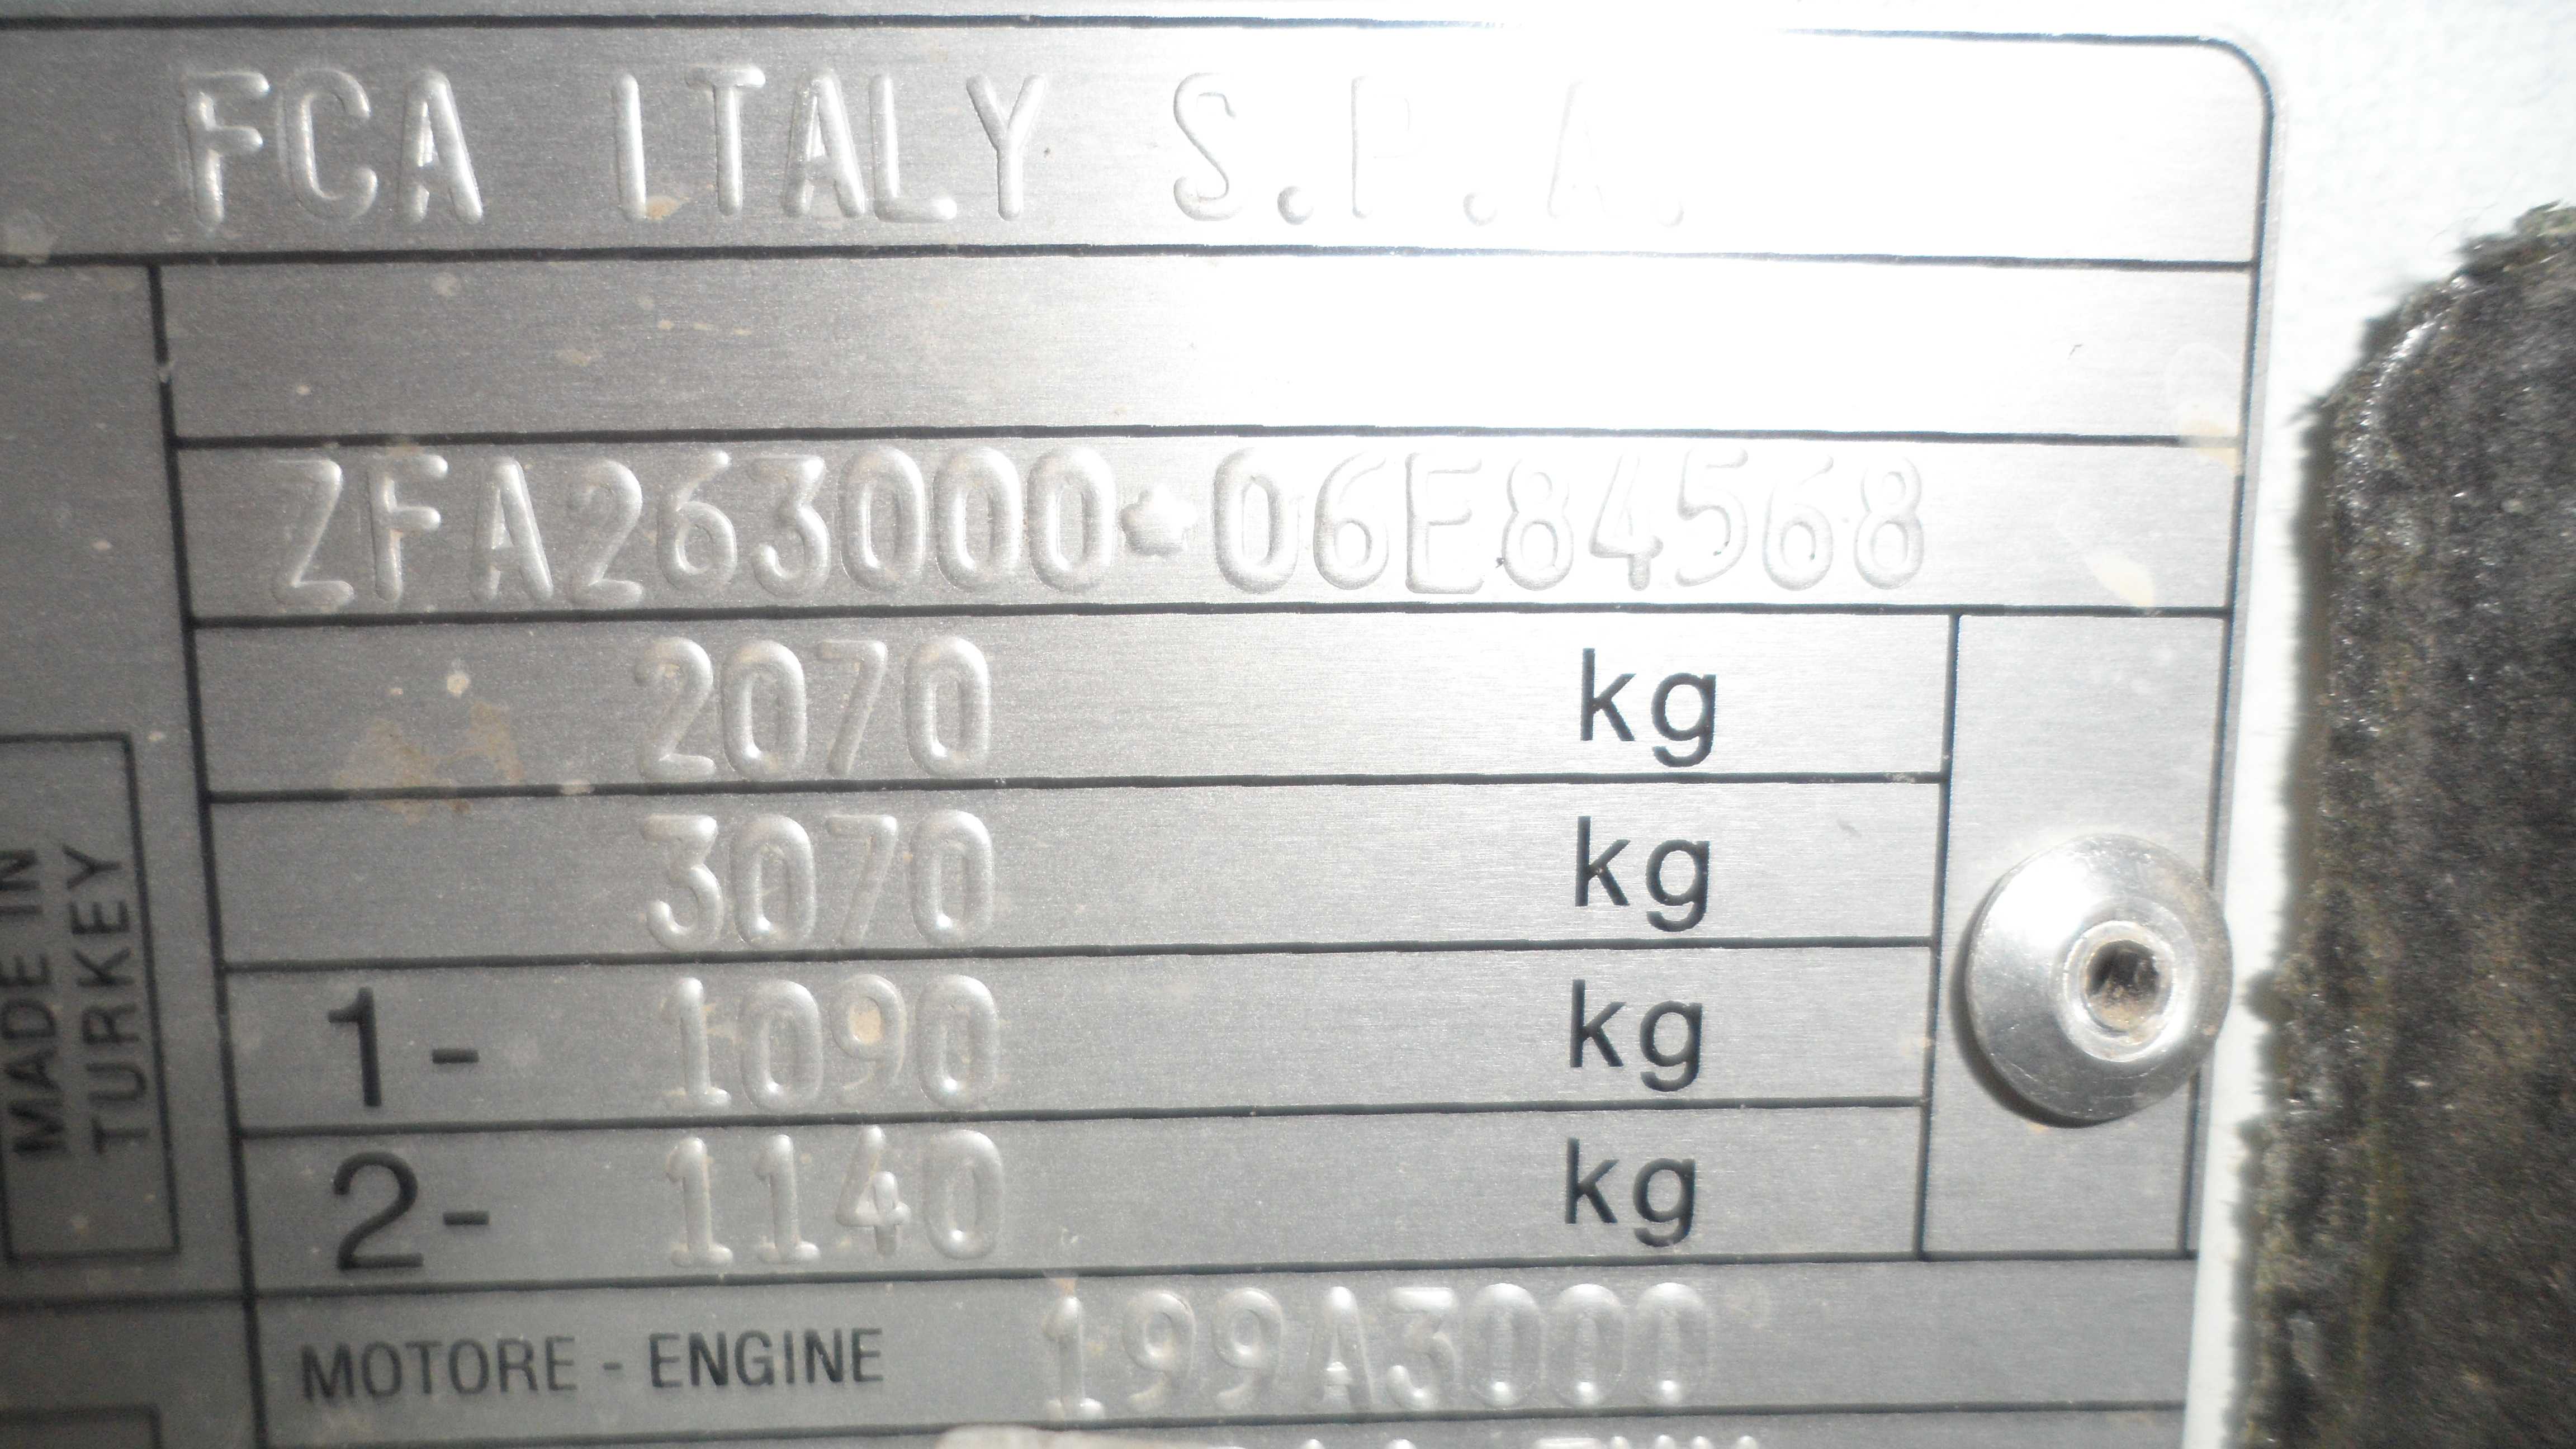 FCA ITALY S.P.A.
ZFA263000*06E84568
2070 kg
3070 kg
1- 1090 kg
2- 1140 kg
MOTORE - ENGINE 199A3000
MADE IN
TURKEY